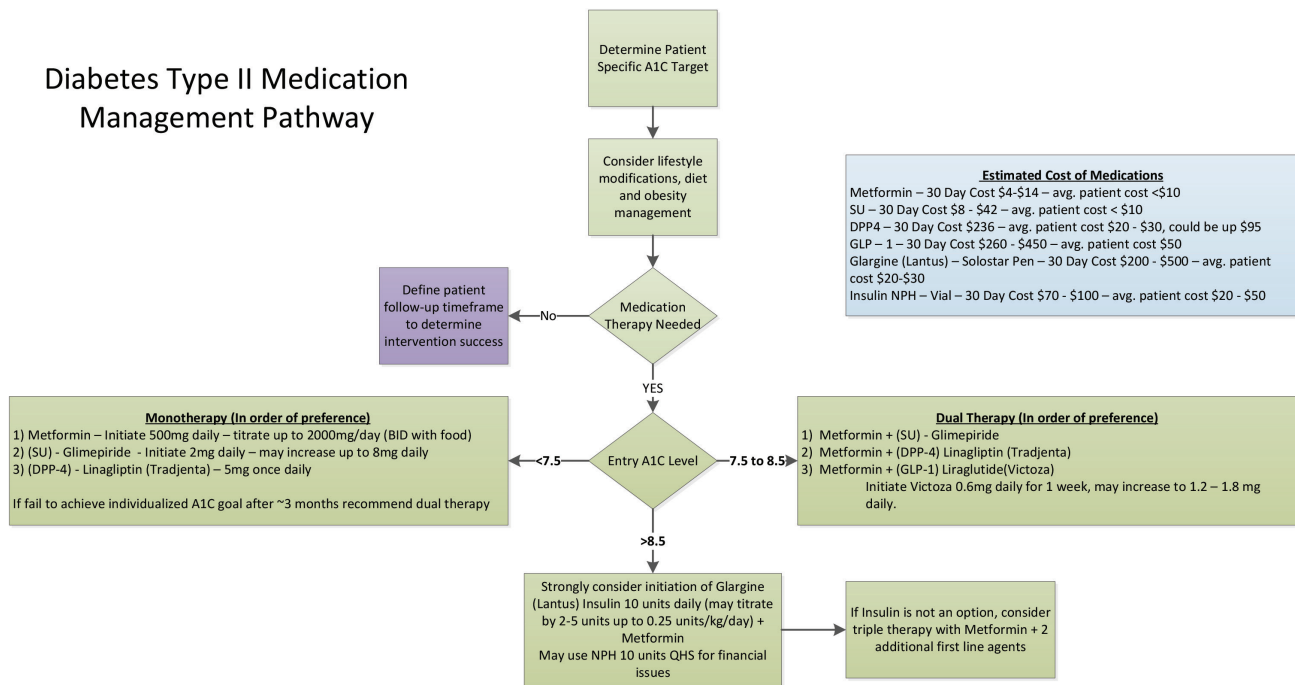 Diabetes Type II Medication
Management Pathway
Determine Patient
Specific A1C Target
Consider lifestyle
modifications, diet
and obesity
management
Estimated Cost of Medications
Metformin – 30 Day Cost $4-$14 – avg. patient cost <$10
SU – 30 Day Cost $8 - $42 – avg. patient cost < $10
DPP4 – 30 Day Cost $236 – avg. patient cost $20 - $30, could be up $95
GLP – 1 – 30 Day Cost $260 - $450 – avg. patient cost $50
Glargine (Lantus) – Solostar Pen – 30 Day Cost $200 - $500 – avg. patient
cost $20-$30
Insulin NPH – Vial – 30 Day Cost $70 - $100 – avg. patient cost $20 - $50
Define patient
follow-up timeframe
to determine
intervention success
No
Medication
Therapy Needed
YES
Monotherapy (In order of preference)
1) Metformin – Initiate 500mg daily – titrate up to 2000mg/day (BID with food)
2) (SU) - Glimepiride - Initiate 2mg daily – may increase up to 8mg daily
3) (DPP-4) - Linagliptin (Tradjenta) – 5mg once daily
If fail to achieve individualized A1C goal after ~3 months recommend dual therapy
<7.5
Entry A1C Level
7.5 to 8.5
Dual Therapy (In order of preference)
1) Metformin + (SU) - Glimepiride
2) Metformin + (DPP-4) Linagliptin (Tradjenta)
3) Metformin + (GLP-1) Liraglutide(Victoza)
Initiate Victoza 0.6mg daily for 1 week, may increase to 1.2 – 1.8 mg
daily.
>8.5
Strongly consider initiation of Glargine
(Lantus) Insulin 10 units daily (may titrate
by 2-5 units up to 0.25 units/kg/day) +
Metformin
May use NPH 10 units QHS for financial
issues
If Insulin is not an option, consider
triple therapy with Metformin + 2
additional first line agents